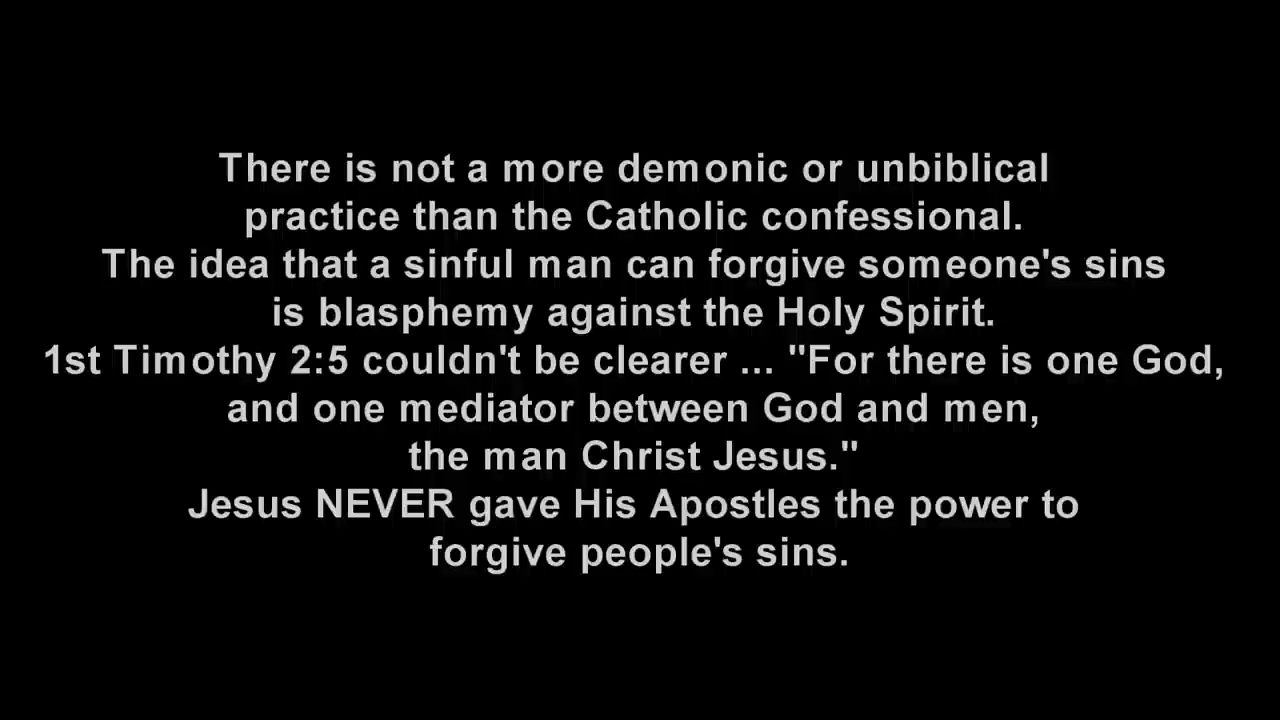 There is not a more demonic or unbiblical
practice than the Catholic confessional.
The idea that a sinful man can forgive someone's sins
is blasphemy against the Holy Spirit.
1st Timothy 2:5 couldn't be clearer ... "For there is one God,
and one mediator between God and men,
the man Christ Jesus."
Jesus NEVER gave His Apostles the power to
forgive people's sins.